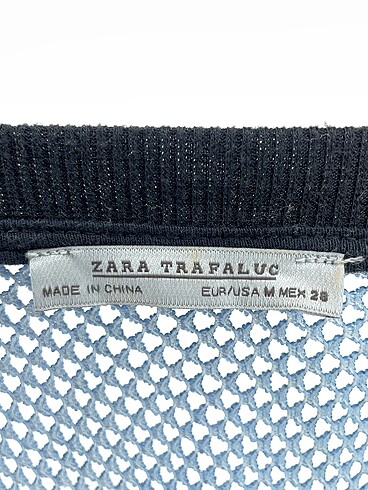 ZARA TRAFALUC
MADE IN CHINA EUR/USA M MEX 28